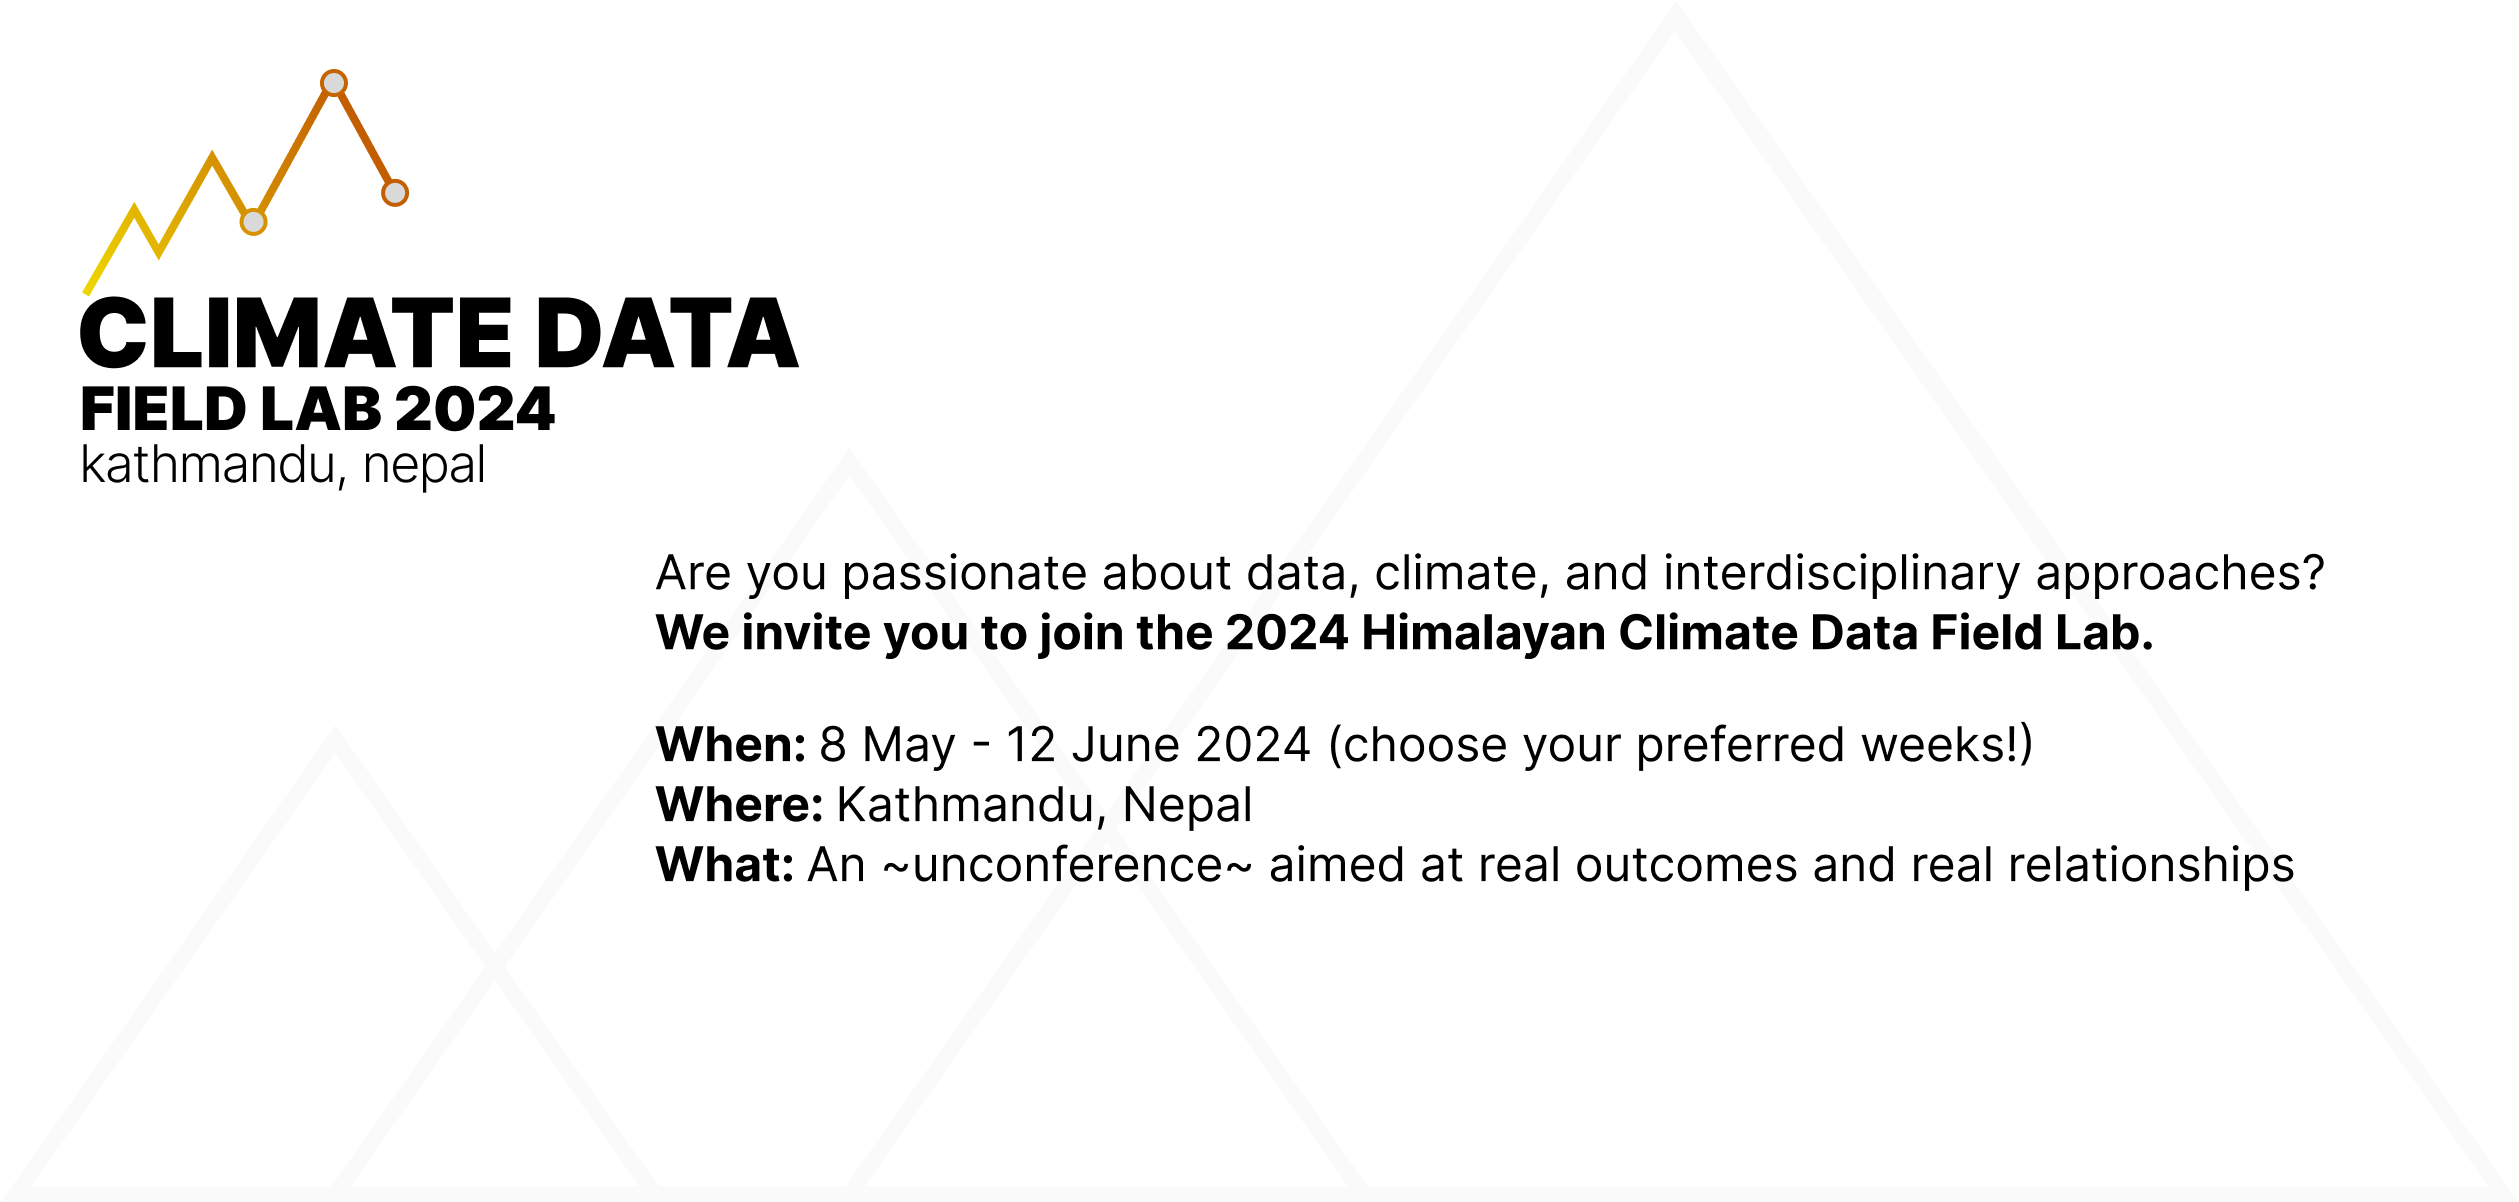 CLIMATE DATA
FIELD LAB 2024
kathmandu, nepal
Are you passionate about data, climate, and interdisciplinary approaches?
We invite you to join the 2024 Himalayan Climate Data Field Lab.
When: 8 May - 12 June 2024 (choose your preferred weeks!)
Where: Kathmandu, Nepal
What: An ~unconference~ aimed at real outcomes and real relationships